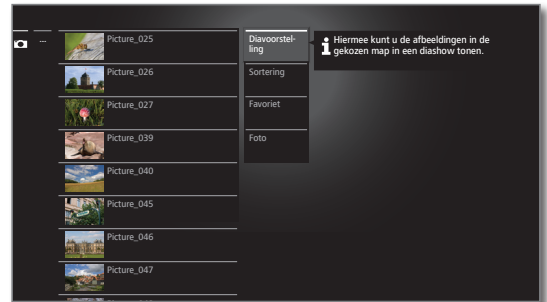 ...
Picture_025
Picture_026
Picture_027
Picture_039
Picture_040
Picture_045
Picture_046
Picture_047
Diavoorstel-
ling
Sortering
Favoriet
Foto
Hiermee kunt u de afbeeldingen in de
gekozen map in een diashow tonen.